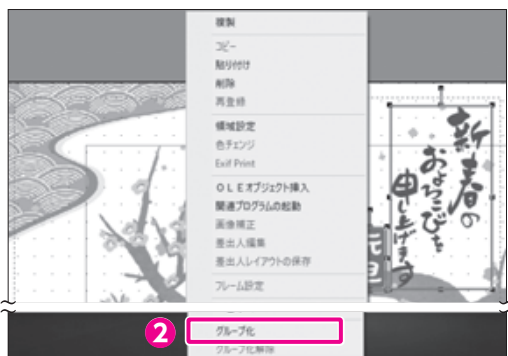 複製
コピー
貼り付け
削除
再登録
領域設定
色チェンジ
Exif Print
OLEオブジェクト挿入
関連プログラムの起動
画像補正
差出人編集
差出人レイアウトの保存
フレーム設定
2
グループ化
グループ化解除
新春の
およろこびを
申し上げます
元旦